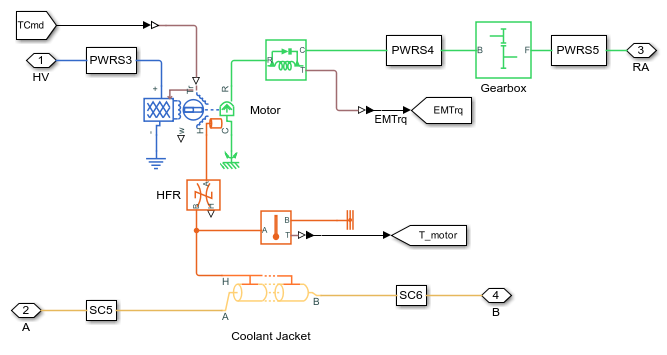 TCmd
1
HV
PWRS3
PWRS4
Gearbox
B
F
PWRS5
3
RA
R
C
T
+
-
Tr
w
H
R
C
Motor
EMTrq
EMTrq
HFR
A
B
H
A
B
T
T_motor
H
A
B
2
A
SC5
SC6
4
B
Coolant Jacket